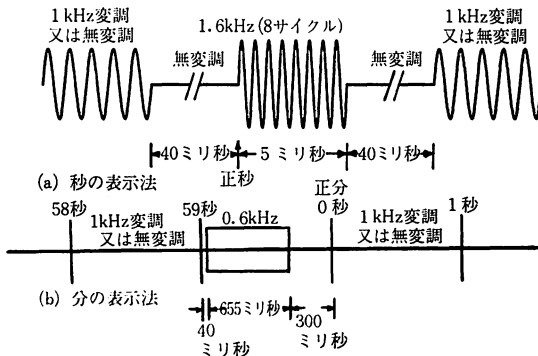 1kHz変調
又は無変調
無変調
1.6kHz(8サイクル)
無変調
1kHz変調
又は無変調
40ミリ秒
5ミリ秒
40ミリ秒
正秒
(a) 秒の表示法
58秒
1kHz変調
又は無変調
59秒
0.6kHz
正分
0秒
1kHz変調
又は無変調
1秒
(b) 分の表示法
40
ミリ秒
655ミリ秒
300
ミリ秒